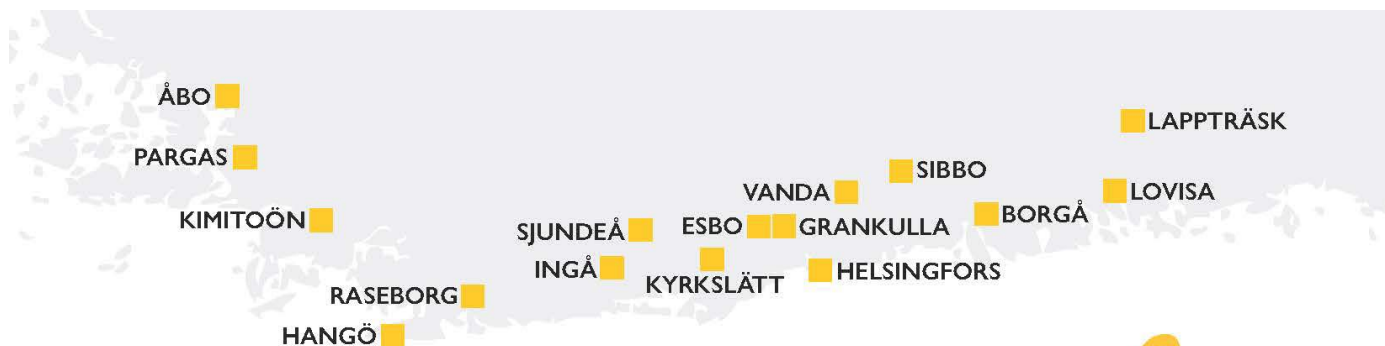 ÅBO
LAPPTRÄSK
PARGAS
SIBBO
VANDA
LOVISA
BORGÅ
KIMITOÖN
SJUNDEÅ
ESBO
GRANKULLA
INGÅ
HELSINGFORS
KYRKSLÄTT
RASEBORG
HANGÖ